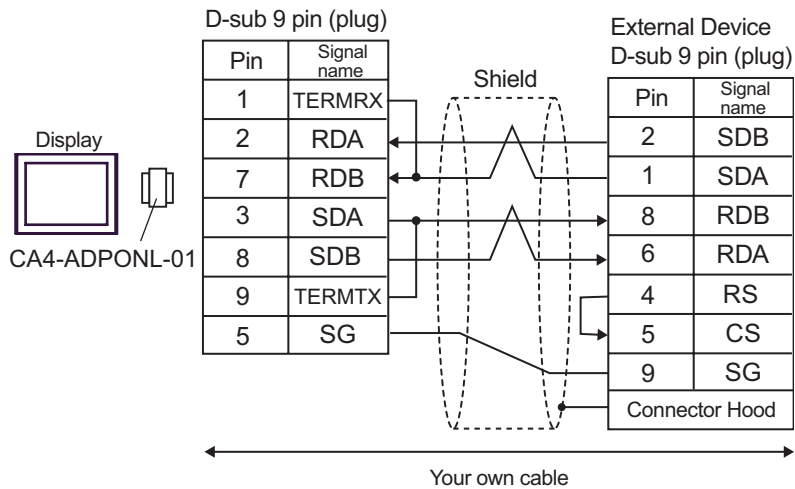 D-sub 9 pin (plug)
Pin Signal name
1 TERMRX
2 RDA
7 RDB
3 SDA
8 SDB
9 TERMTX
5 SG
Display
CA4-ADPONL-01
Shield
External Device
D-sub 9 pin (plug)
Pin Signal name
2 SDB
1 SDA
8 RDB
6 RDA
4 RS
5 CS
9 SG
Connector Hood
Your own cable